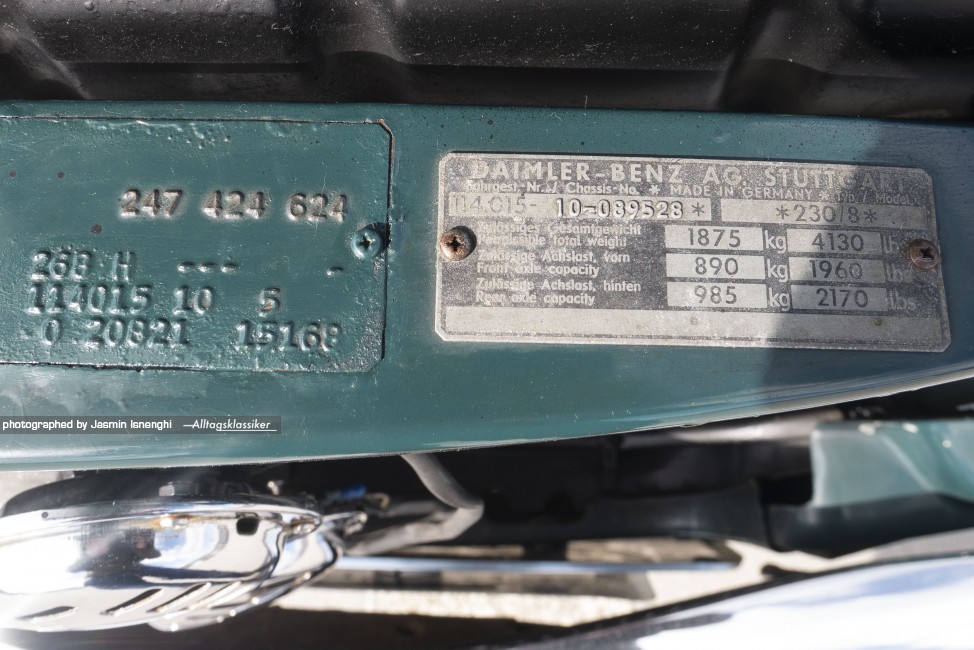 247 424 624
268 H --- -
114015 10 5
0 20821 15168
DAIMLER-BENZ AG. STUTTGART
Fahrgest. Nr. / Chassis-No. * MADE IN GERMANY * Typ / Model
114.015- 10-089528 * *230/8*
Zulässiges Gesamtgewicht
Permissible total weight 1875 kg 4130 lbs
Zulässige Achslast, vorn
Front axle capacity 890 kg 1960 lbs
Zulässige Achslast, hinten
Rear axle capacity 985 kg 2170 lbs
photographed by Jasmin Isnenghi —Alltagsklassiker